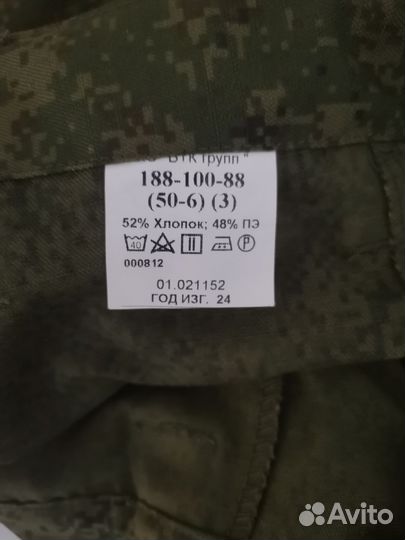 "БТК групп"
188-100-88
(50-6) (3)
52% Хлопок; 48% ПЭ
40 P
000812
01.021152
ГОД ИЗГ. 24
Avito